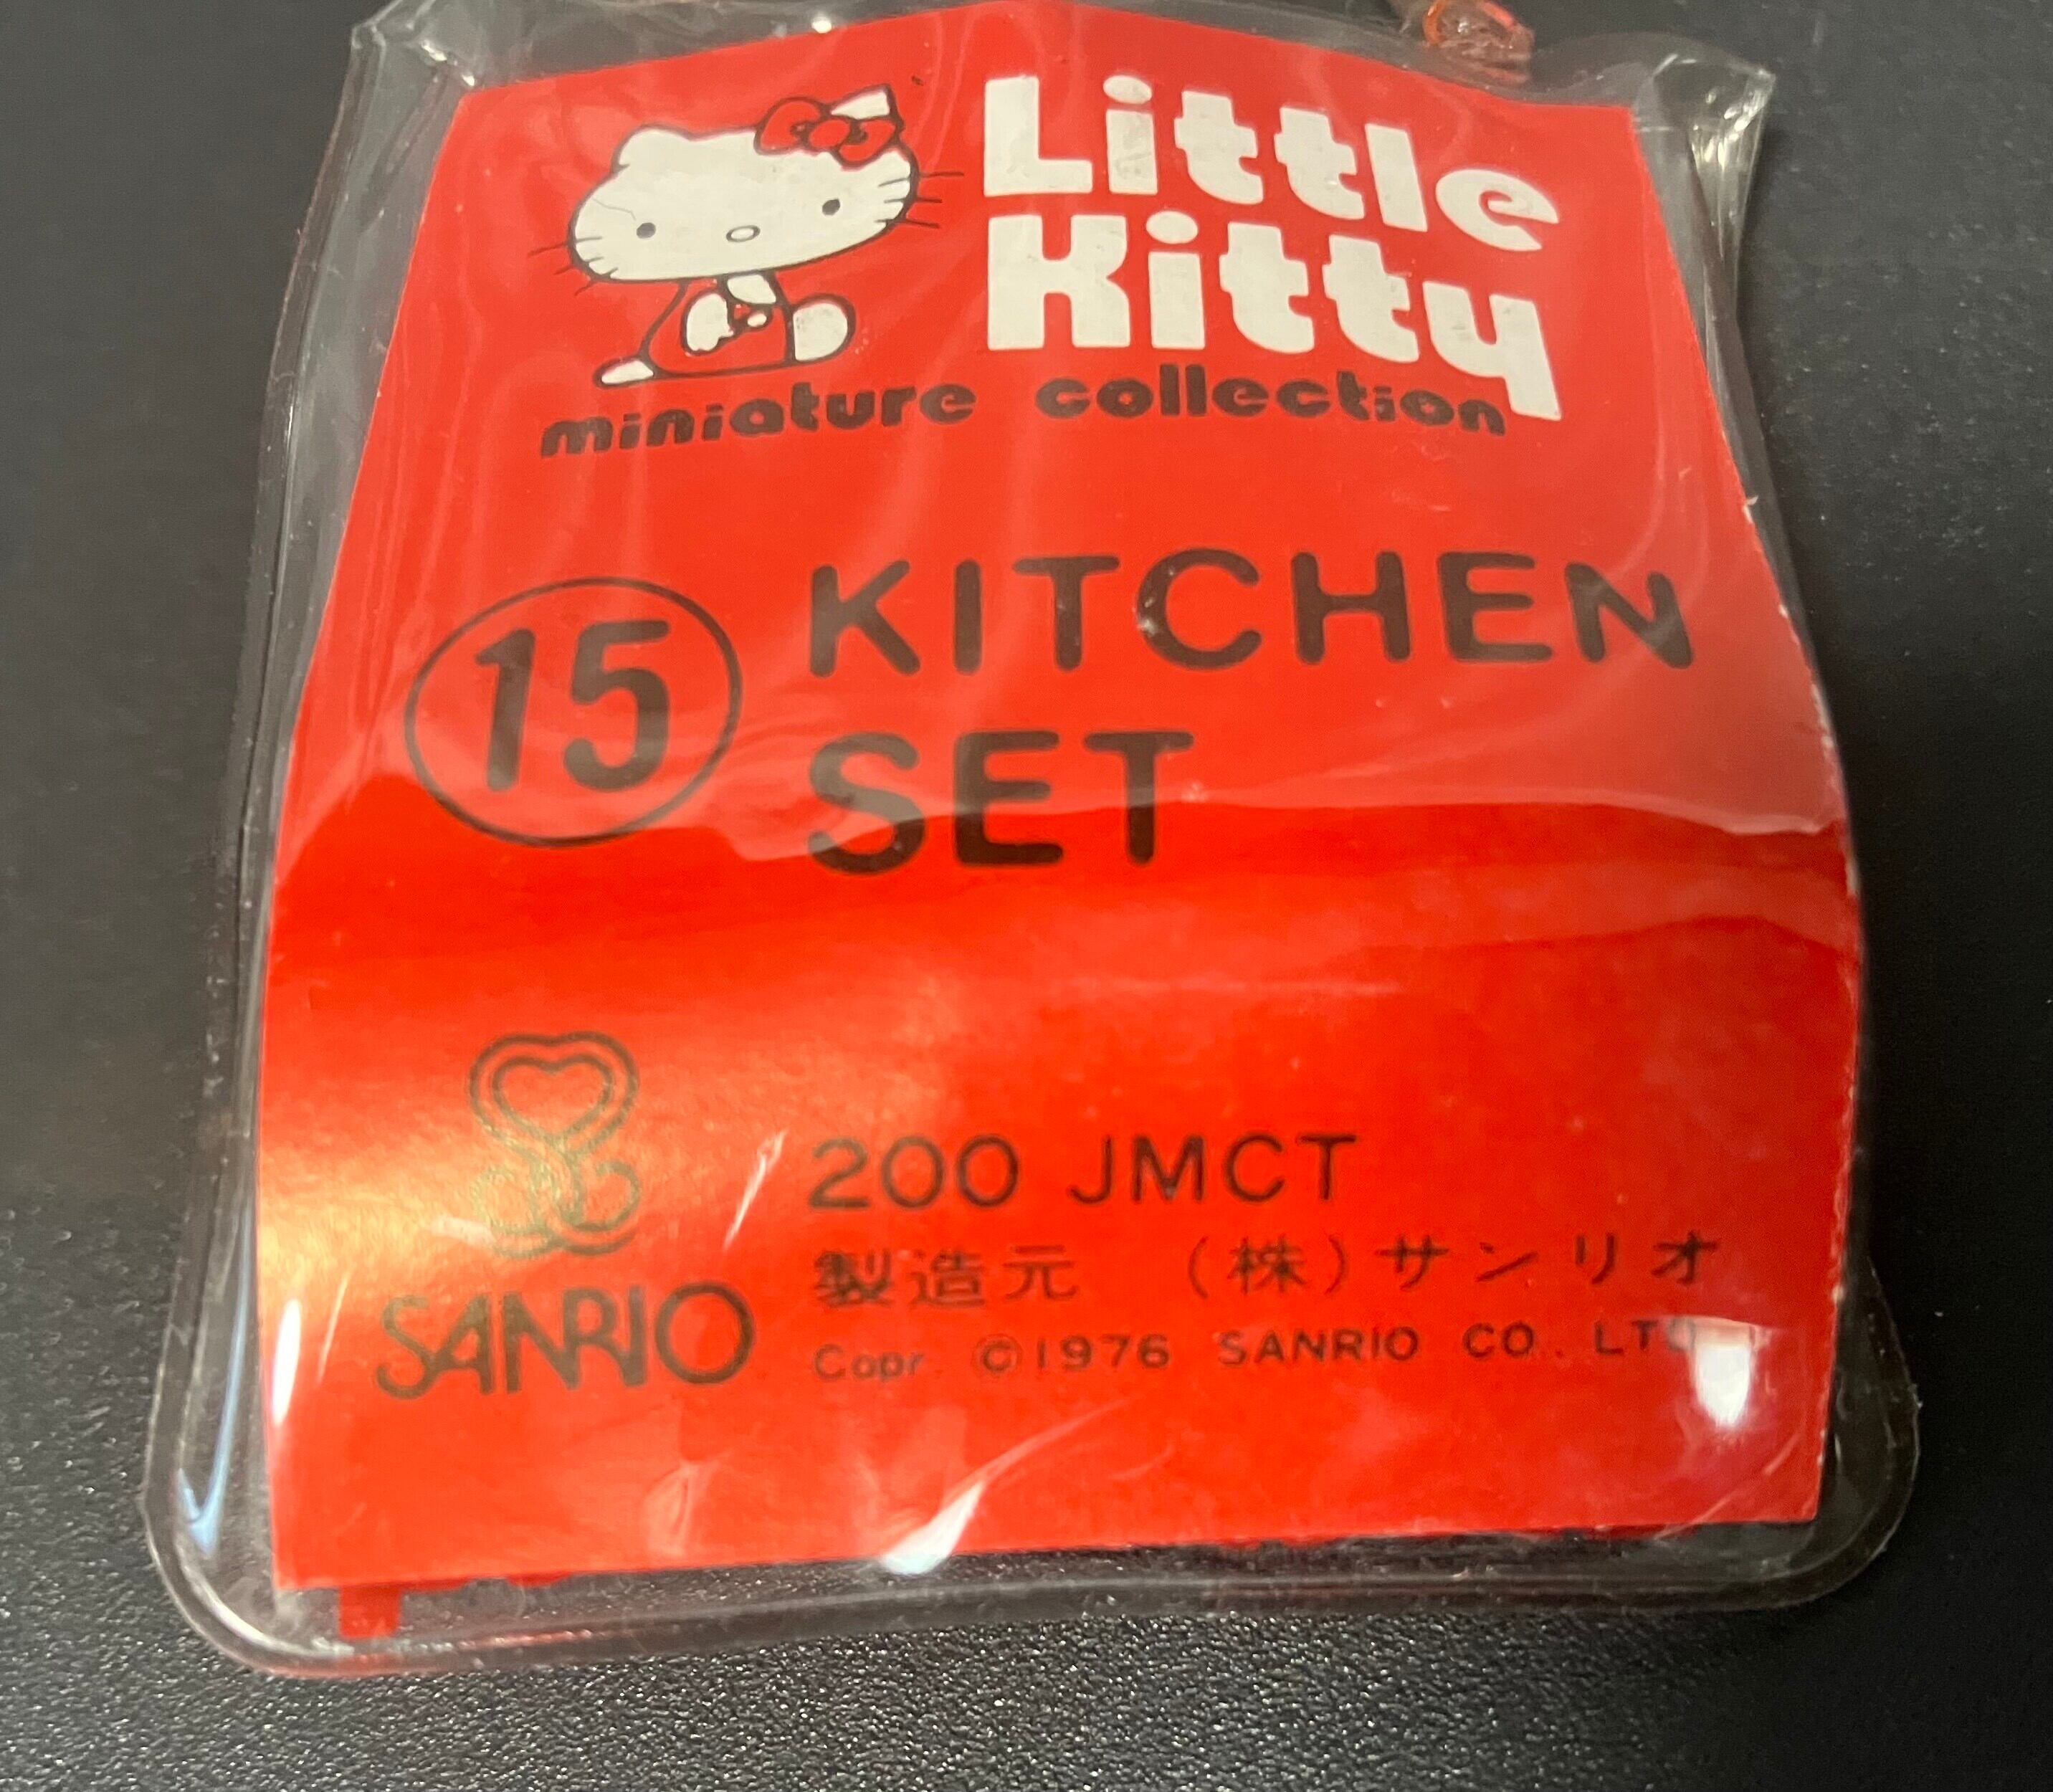 Little
Kitty
miniature collection
15
KITCHEN
SET
200 JMCT
製造元 (株)サンリオ
Copr. ©1976 SANRIO CO., LTD
SANRIO